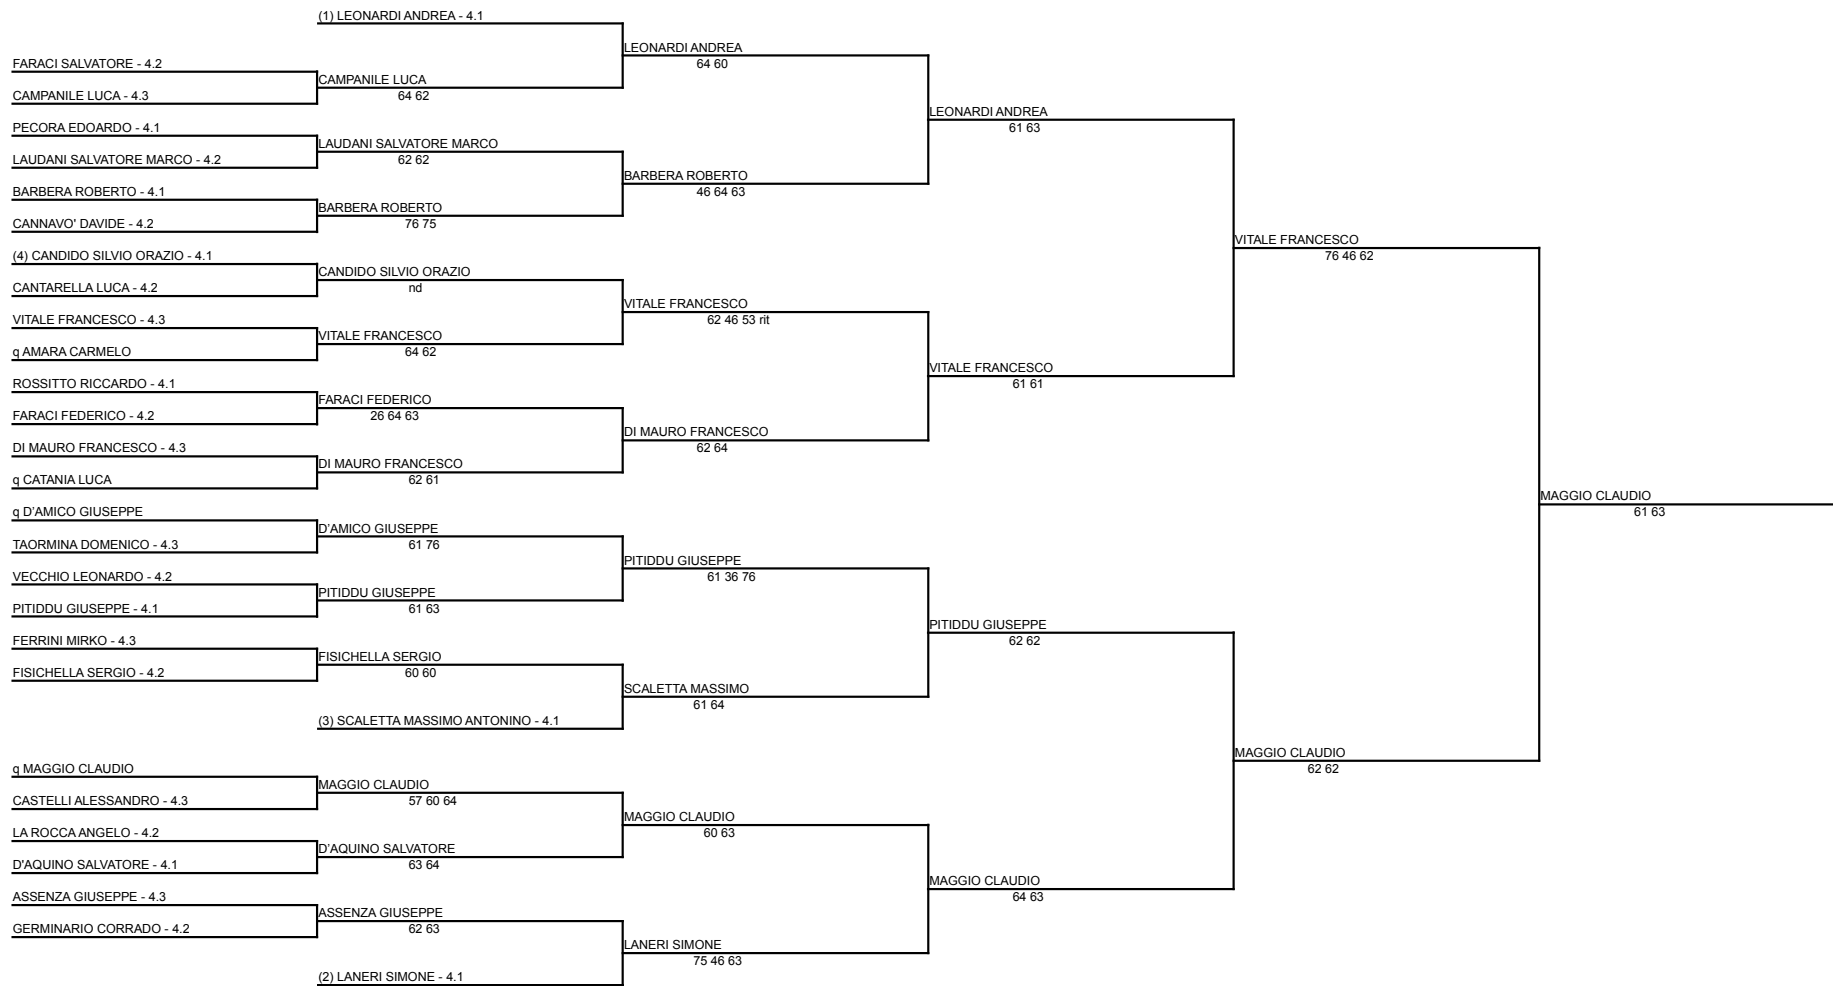 (1) LEONARDI ANDREA - 4.1
FARACI SALVATORE - 4.2
CAMPANILE LUCA - 4.3
PECORA EDOARDO - 4.1
LAUDANI SALVATORE MARCO - 4.2
BARBERA ROBERTO - 4.1
CANNAVO' DAVIDE - 4.2
(4) CANDIDO SILVIO ORAZIO - 4.1
CANTARELLA LUCA - 4.2
VITALE FRANCESCO - 4.3
q AMARA CARMELO
ROSSITTO RICCARDO - 4.1
FARACI FEDERICO - 4.2
DI MAURO FRANCESCO - 4.3
q CATANIA LUCA
q D'AMICO GIUSEPPE
TAORMINA DOMENICO - 4.3
VECCHIO LEONARDO - 4.2
PITIDDU GIUSEPPE - 4.1
FERRINI MIRKO - 4.3
FISICHELLA SERGIO - 4.2
(3) SCALETTA MASSIMO ANTONINO - 4.1
q MAGGIO CLAUDIO
CASTELLI ALESSANDRO - 4.3
LA ROCCA ANGELO - 4.2
D'AQUINO SALVATORE - 4.1
ASSENZA GIUSEPPE - 4.3
GERMINARIO CORRADO - 4.2
(2) LANERI SIMONE - 4.1
CAMPANILE LUCA
64 62
LAUDANI SALVATORE MARCO
62 62
BARBERA ROBERTO
76 75
CANDIDO SILVIO ORAZIO
nd
VITALE FRANCESCO
64 62
FARACI FEDERICO
26 64 63
DI MAURO FRANCESCO
62 61
D'AMICO GIUSEPPE
61 76
PITIDDU GIUSEPPE
61 63
FISICHELLA SERGIO
60 60
MAGGIO CLAUDIO
57 60 64
D'AQUINO SALVATORE
63 64
ASSENZA GIUSEPPE
62 63
LEONARDI ANDREA
64 60
BARBERA ROBERTO
46 64 63
VITALE FRANCESCO
62 46 53 rit
DI MAURO FRANCESCO
62 64
PITIDDU GIUSEPPE
61 36 76
SCALETTA MASSIMO
61 64
MAGGIO CLAUDIO
60 63
LANERI SIMONE
75 46 63
LEONARDI ANDREA
61 63
VITALE FRANCESCO
61 61
PITIDDU GIUSEPPE
62 62
MAGGIO CLAUDIO
64 63
VITALE FRANCESCO
76 46 62
MAGGIO CLAUDIO
62 62
MAGGIO CLAUDIO
61 63